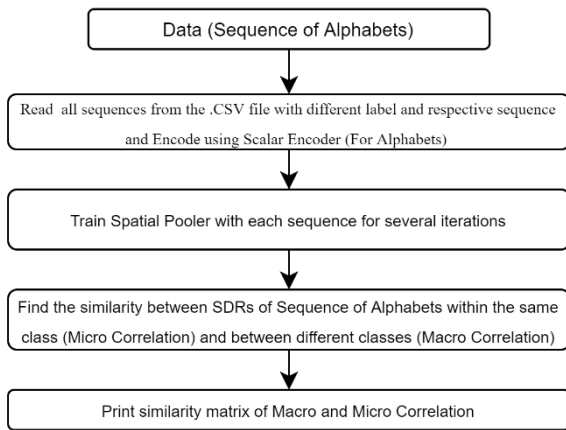 Data (Sequence of Alphabets)
Read all sequences from the .CSV file with different label and respective sequence
and Encode using Scalar Encoder (For Alphabets)
Train Spatial Pooler with each sequence for several iterations
Find the similarity between SDRs of Sequence of Alphabets within the same
class (Micro Correlation) and between different classes (Macro Correlation)
Print similarity matrix of Macro and Micro Correlation